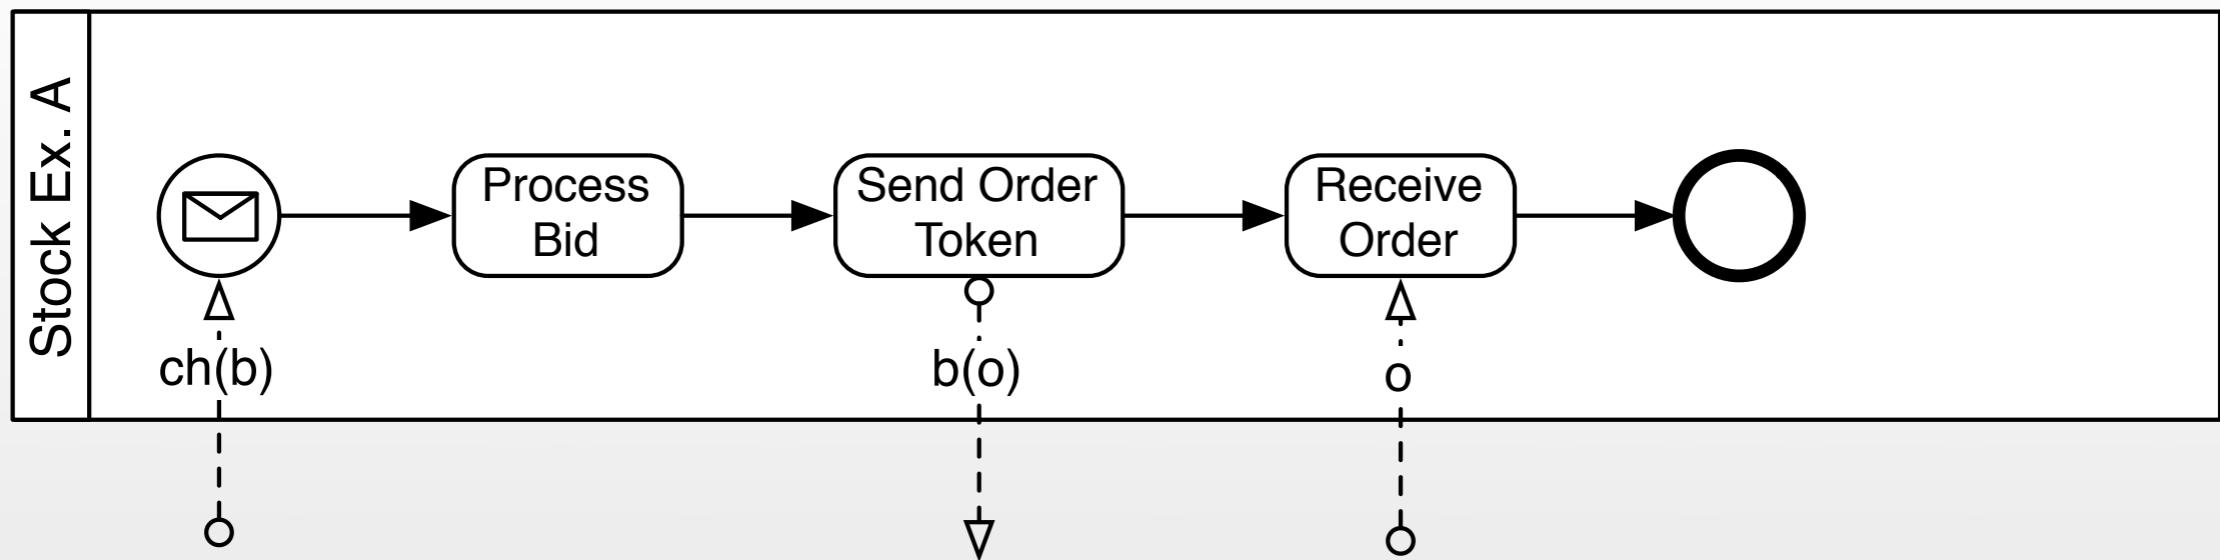 Stock Ex. A
Process
Bid
Send Order
Token
Receive
Order
ch(b)
b(o)
o